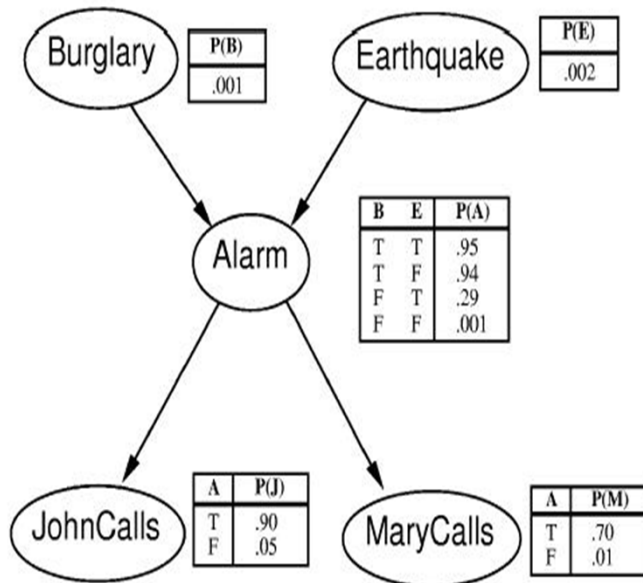 Burglary
P(B)
.001
Earthquake
P(E)
.002
Alarm
B E P(A)
T T .95
T F .94
F T .29
F F .001
JohnCalls
A P(J)
T .90
F .05
MaryCalls
A P(M)
T .70
F .01